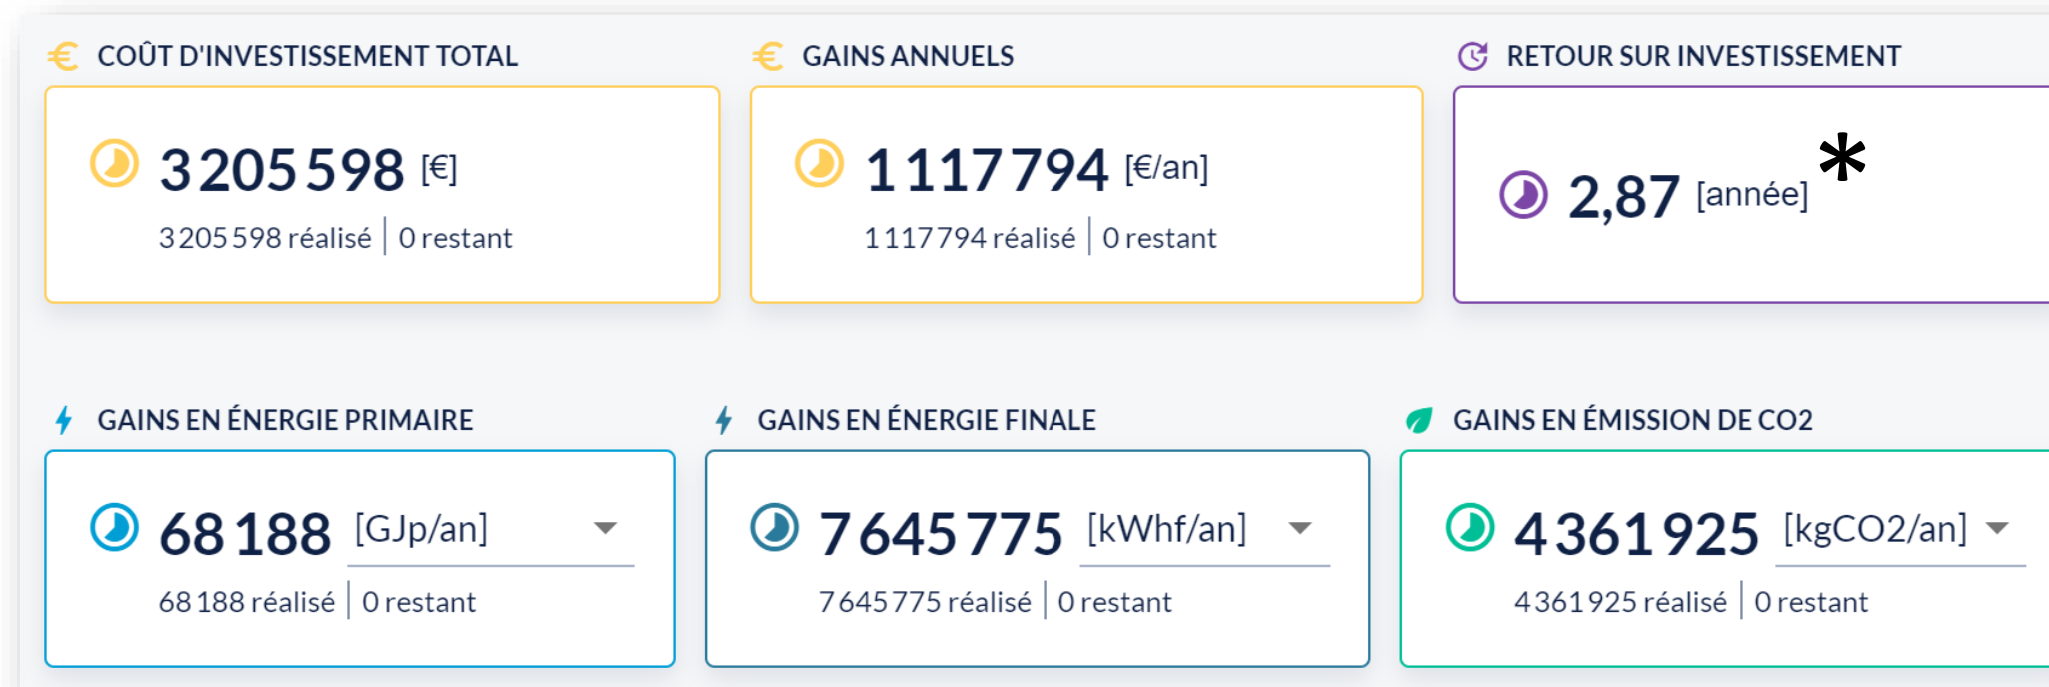 COÛT D'INVESTISSEMENT TOTAL
3 205 598 [€]
3 205 598 réalisé | 0 restant
GAINS ANNUELS
1 117 794 [€/an]
1 117 794 réalisé | 0 restant
RETOUR SUR INVESTISSEMENT
2,87 [année] *
GAINS EN ÉNERGIE PRIMAIRE
68 188 [GJp/an]
68 188 réalisé | 0 restant
GAINS EN ÉNERGIE FINALE
7 645 775 [kWhf/an]
7 645 775 réalisé | 0 restant
GAINS EN ÉMISSION DE CO2
4 361 925 [kgCO2/an]
4 361 925 réalisé | 0 restant